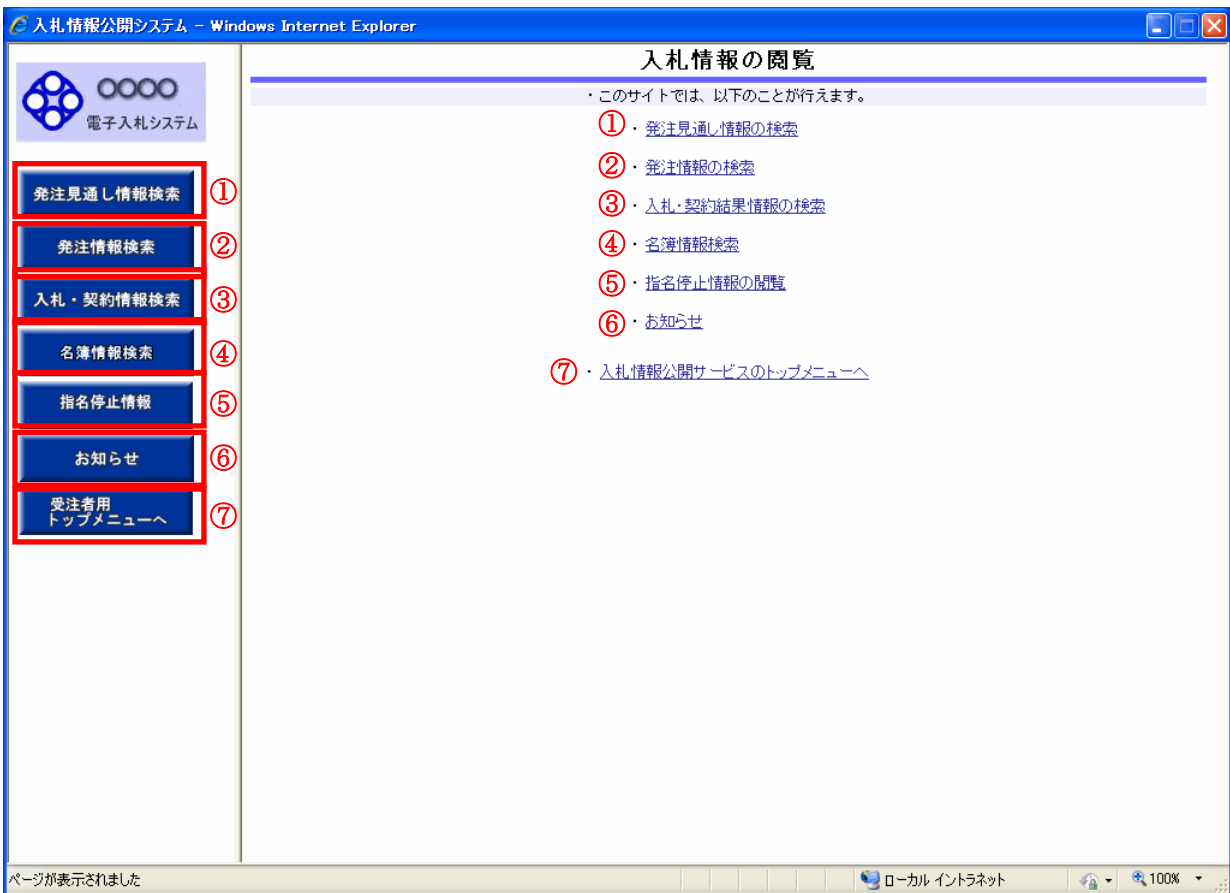 入札情報公開システム - Windows Internet Explorer
〇〇〇〇
電子入札システム
発注見通し情報検索 ①
発注情報検索 ②
入札・契約情報検索 ③
名簿情報検索 ④
指名停止情報 ⑤
お知らせ ⑥
受注者用
トップメニューへ ⑦
入札情報の閲覧
・このサイトでは、以下のことが行えます。
①・発注見通し情報の検索
②・発注情報の検索
③・入札・契約結果情報の検索
④・名簿情報検索
⑤・指名停止情報の閲覧
⑥・お知らせ
⑦・入札情報公開サービスのトップメニューへ
ページが表示されました
ローカル イントラネット
100%